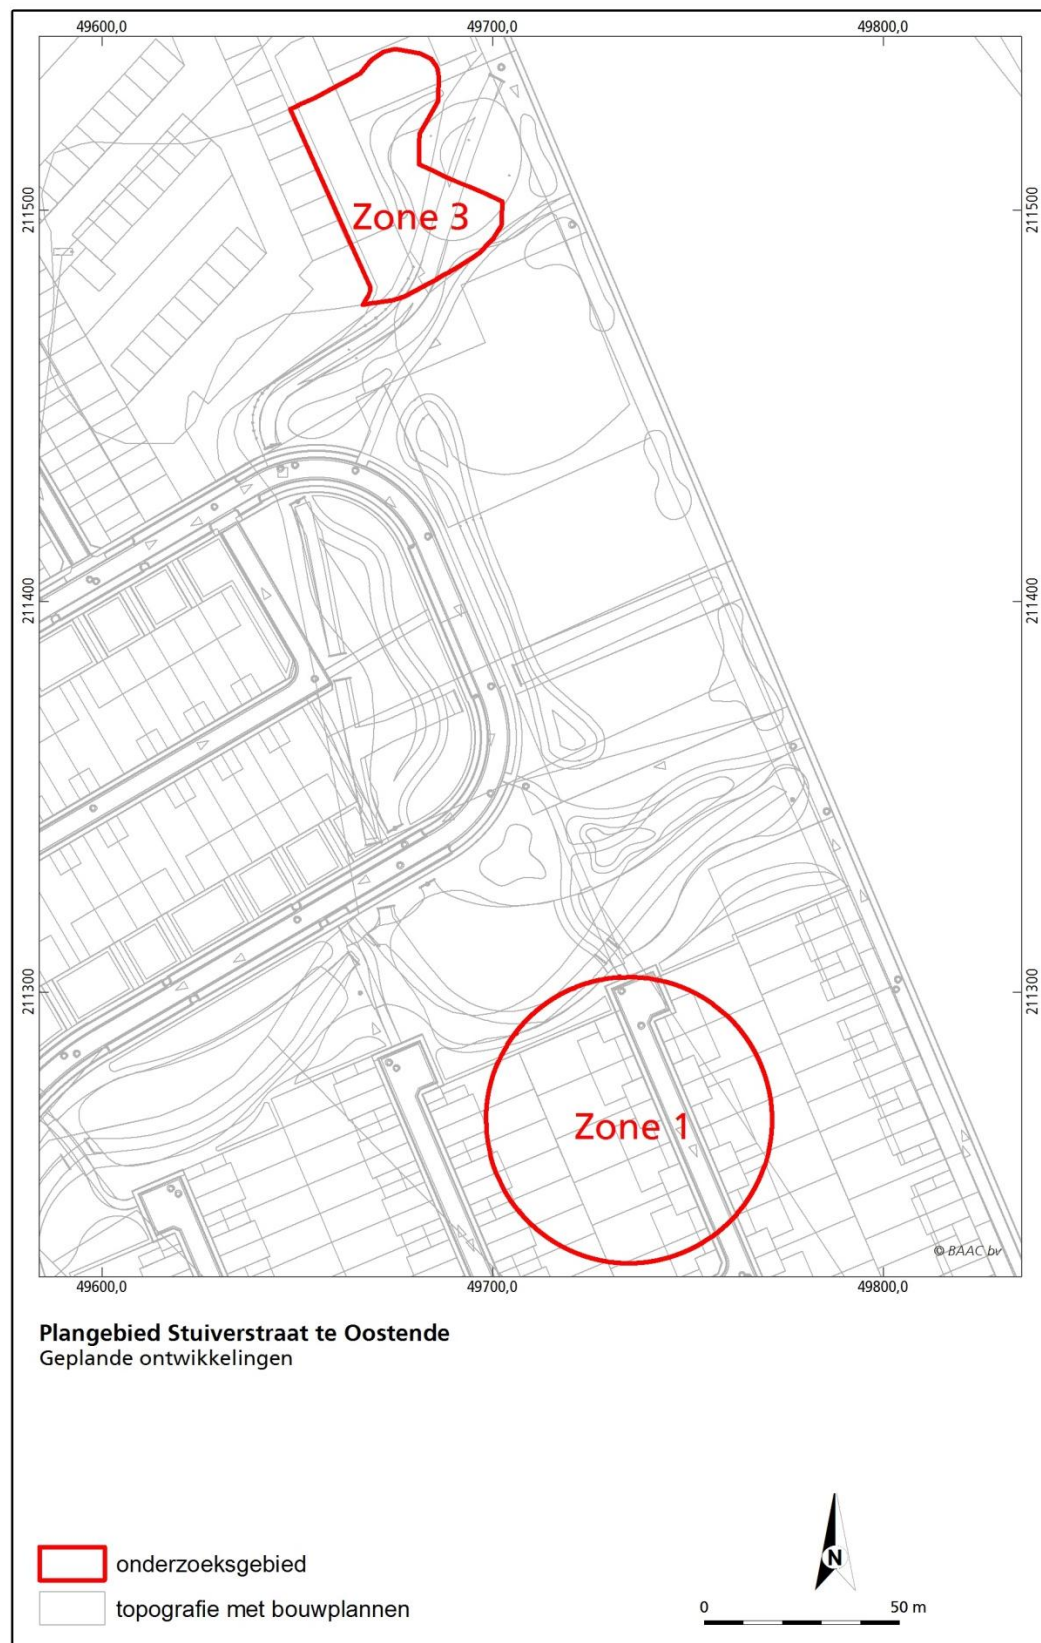 49600,0 49700,0 49800,0
211500 211500
Zone 3
211400 211400
211300 211300
Zone 1
© BAAC bv
49600,0 49700,0 49800,0
Plangebied Stuiverstraat te Oostende
Geplande ontwikkelingen
N
onderzoeksgebied
topografie met bouwplannen
0 50 m